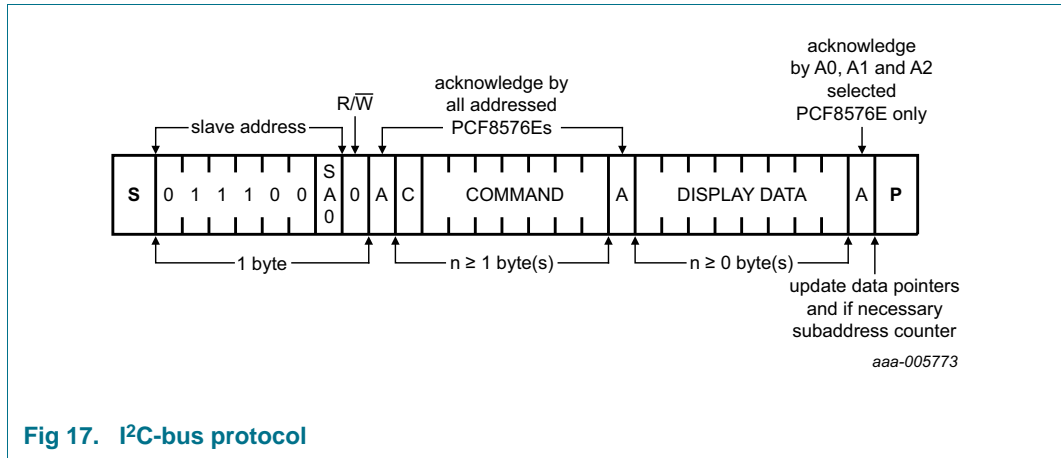 acknowledge
by A0, A1 and A2
selected
PCF8576E only
acknowledge by
all addressed
PCF8576Es
R/W̅
slave address
S 0 1 1 1 0 0 SA0 0 A C COMMAND A DISPLAY DATA A P
1 byte
n ≥ 1 byte(s)
n ≥ 0 byte(s)
update data pointers
and if necessary
subaddress counter
aaa-005773
Fig 17. I²C-bus protocol